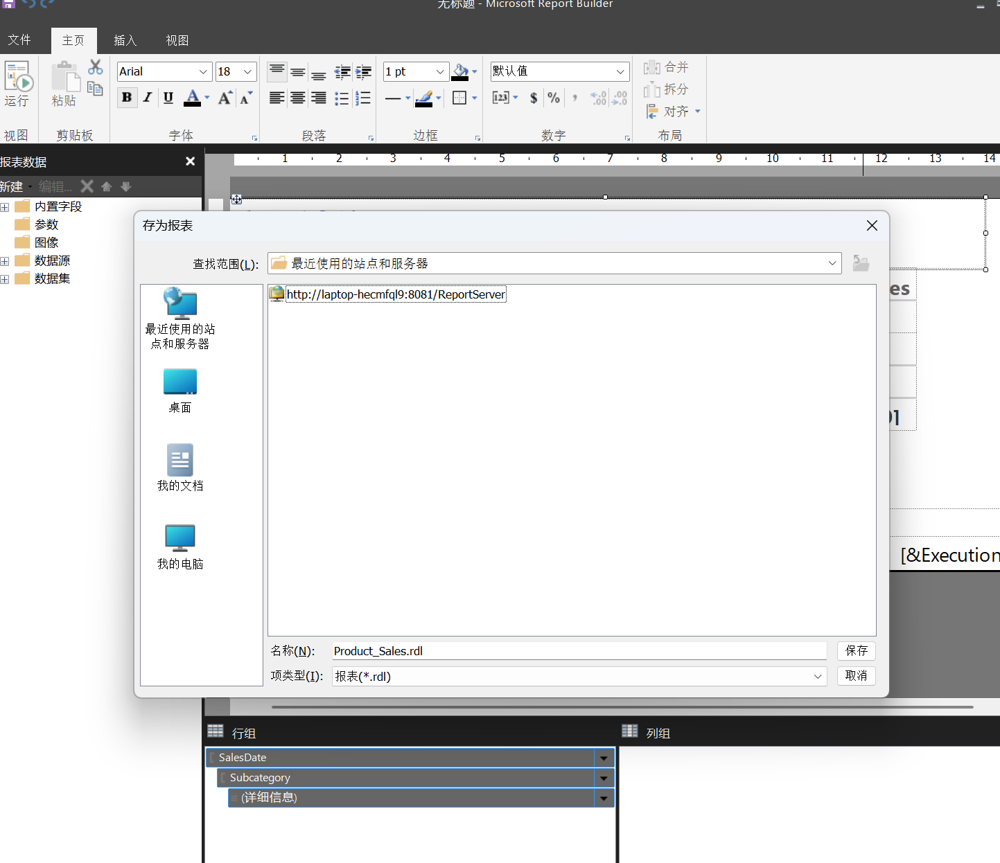 无标题 - Microsoft Report Builder
文件 主页 插入 视图
Arial 18 1 pt 默认值 合并
拆分
运行 粘贴 B I U A A A $ % , 对齐
视图 剪贴板 字体 段落 边框 数字 布局
报表数据
1 2 3 4 5 6 7 8 9 10 11 12 13 14
新建 编辑...
内置字段
参数
图像
数据源
数据集
存为报表
查找范围(L): 最近使用的站点和服务器
http://laptop-hecmfql9:8081/ReportServer
最近使用的站
点和服务器
桌面
我的文档
我的电脑
es
[&Execution
名称(N): Product_Sales.rdl 保存
项类型(I): 报表(*.rdl) 取消
行组 列组
SalesDate
Subcategory
(详细信息)